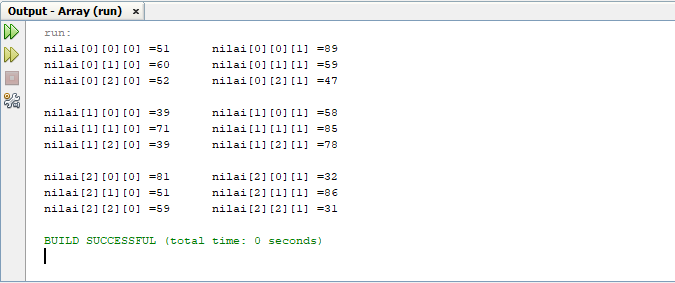 Output - Array (run) ×
run:
nilai[0][0][0] =51      nilai[0][0][1] =89
nilai[0][1][0] =60      nilai[0][1][1] =59
nilai[0][2][0] =52      nilai[0][2][1] =47
nilai[1][0][0] =39      nilai[1][0][1] =58
nilai[1][1][0] =71      nilai[1][1][1] =85
nilai[1][2][0] =39      nilai[1][2][1] =78
nilai[2][0][0] =81      nilai[2][0][1] =32
nilai[2][1][0] =51      nilai[2][1][1] =86
nilai[2][2][0] =59      nilai[2][2][1] =31
BUILD SUCCESSFUL (total time: 0 seconds)